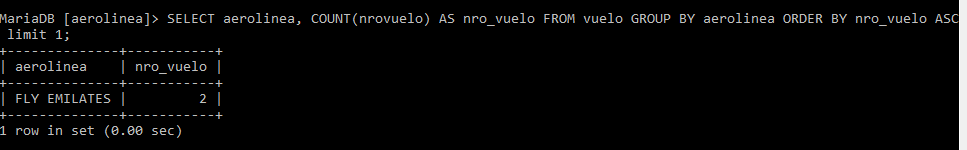 MariaDB [aerolinea]> SELECT aerolinea, COUNT(nrovuelo) AS nro_vuelo FROM vuelo GROUP BY aerolinea ORDER BY nro_vuelo ASC
 limit 1;
+--------------+-----------+
| aerolinea    | nro_vuelo |
+--------------+-----------+
| FLY EMILATES |         2 |
+--------------+-----------+
1 row in set (0.00 sec)